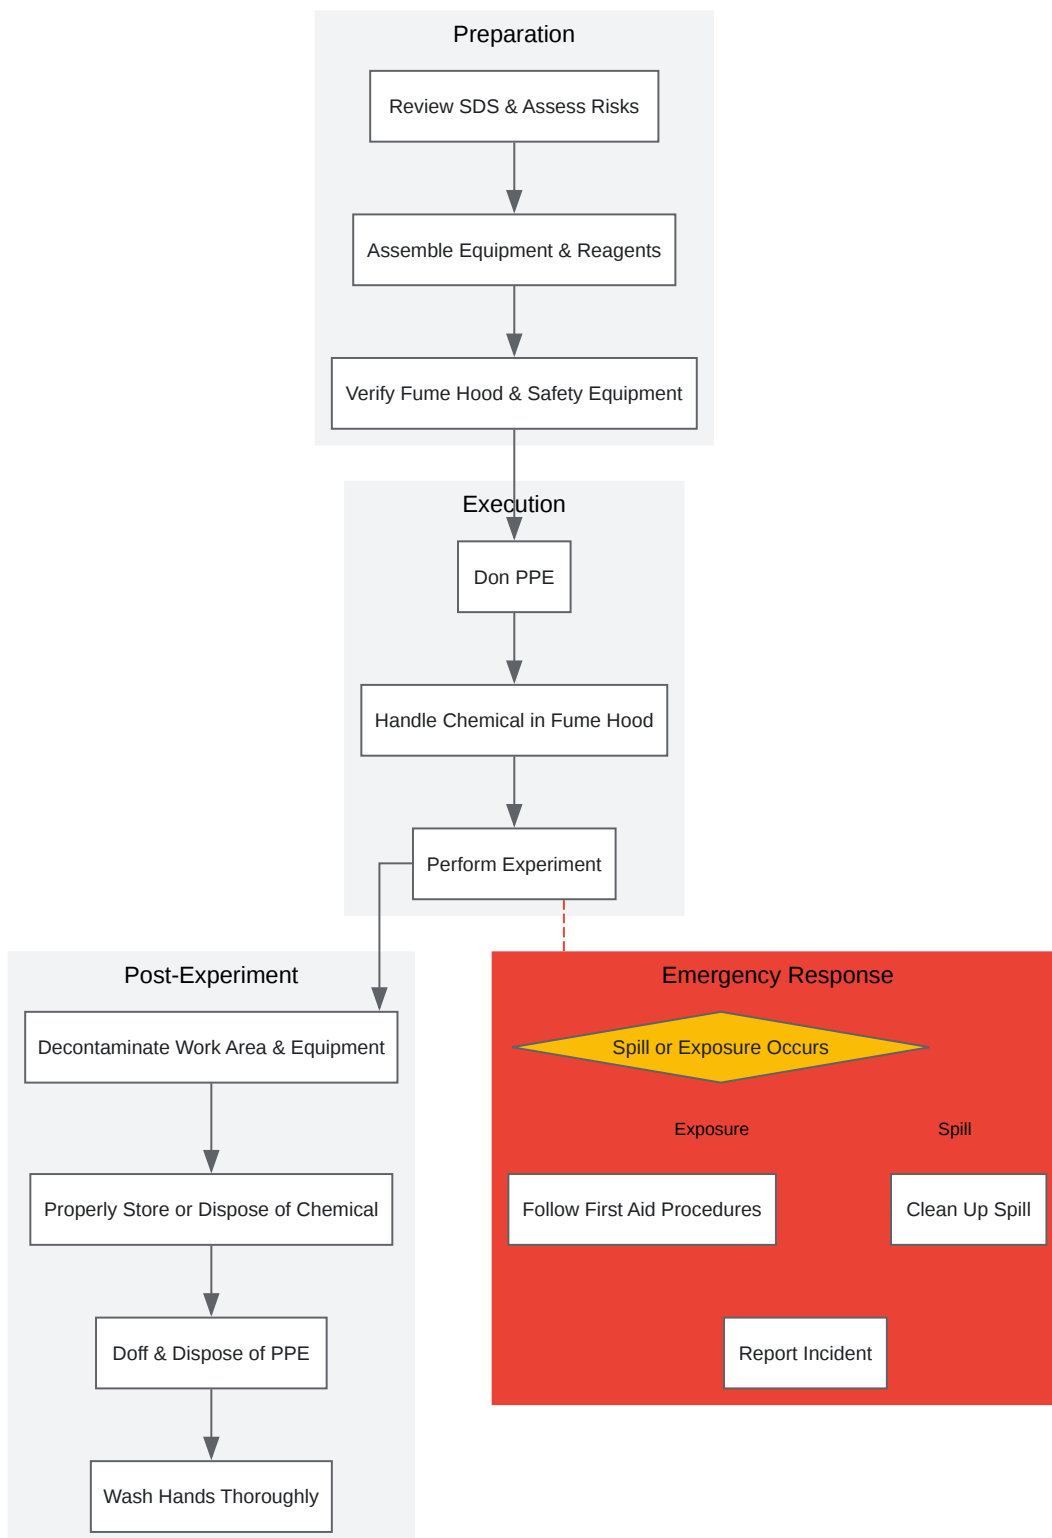 Preparation
Review SDS & Assess Risks
Assemble Equipment & Reagents
Verify Fume Hood & Safety Equipment
Execution
Don PPE
Handle Chemical in Fume Hood
Perform Experiment
Post-Experiment
Decontaminate Work Area & Equipment
Properly Store or Dispose of Chemical
Doff & Dispose of PPE
Wash Hands Thoroughly
Emergency Response
Spill or Exposure Occurs
Exposure
Spill
Follow First Aid Procedures
Clean Up Spill
Report Incident